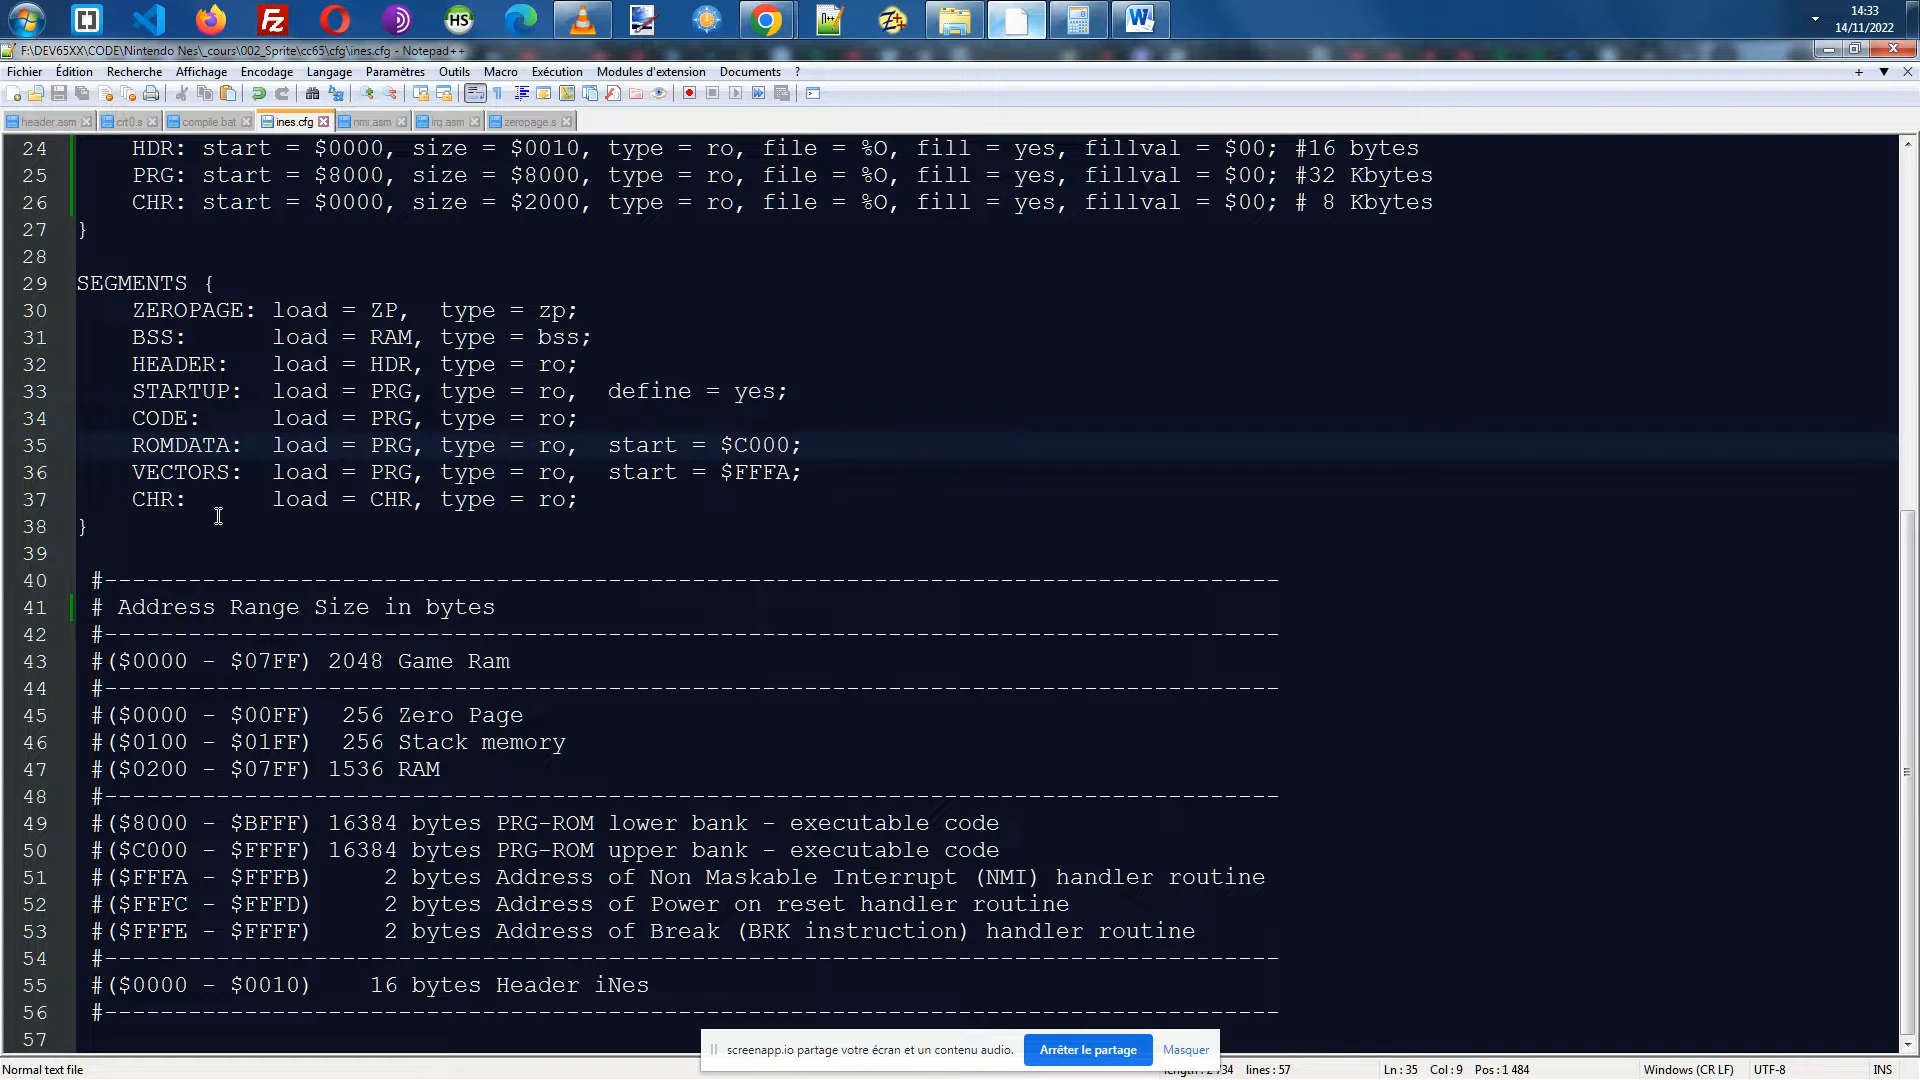 14:33
14/11/2022
F:\DEV65XX\CODE\Nintendo Nes\_cours\002_Sprite\cc65\cfg\ines.cfg - Notepad++
Fichier Édition Recherche Affichage Encodage Langage Paramètres Outils Macro Exécution Modules d'extension Documents ?
header.asm crt0.s compile.bat ines.cfg nmi.asm irq.asm zeropage.s
24 HDR: start = $0000, size = $0010, type = ro, file = %O, fill = yes, fillval = $00; #16 bytes
25 PRG: start = $8000, size = $8000, type = ro, file = %O, fill = yes, fillval = $00; #32 Kbytes
26 CHR: start = $0000, size = $2000, type = ro, file = %O, fill = yes, fillval = $00; # 8 Kbytes
27 }
28
29 SEGMENTS {
30 ZEROPAGE: load = ZP, type = zp;
31 BSS: load = RAM, type = bss;
32 HEADER: load = HDR, type = ro;
33 STARTUP: load = PRG, type = ro, define = yes;
34 CODE: load = PRG, type = ro;
35 ROMDATA: load = PRG, type = ro, start = $C000;
36 VECTORS: load = PRG, type = ro, start = $FFFA;
37 CHR: load = CHR, type = ro;
38 }
39
40 #------------------------------------------------------------------------------------
41 # Address Range Size in bytes
42 #------------------------------------------------------------------------------------
43 #($0000 - $07FF) 2048 Game Ram
44 #------------------------------------------------------------------------------------
45 #($0000 - $00FF) 256 Zero Page
46 #($0100 - $01FF) 256 Stack memory
47 #($0200 - $07FF) 1536 RAM
48 #------------------------------------------------------------------------------------
49 #($8000 - $BFFF) 16384 bytes PRG-ROM lower bank - executable code
50 #($C000 - $FFFF) 16384 bytes PRG-ROM upper bank - executable code
51 #($FFFA - $FFFB) 2 bytes Address of Non Maskable Interrupt (NMI) handler routine
52 #($FFFC - $FFFD) 2 bytes Address of Power on reset handler routine
53 #($FFFE - $FFFF) 2 bytes Address of Break (BRK instruction) handler routine
54 #------------------------------------------------------------------------------------
55 #($0000 - $0010) 16 bytes Header iNes
56 #------------------------------------------------------------------------------------
57
screenapp.io partage votre écran et un contenu audio. Arrêter le partage Masquer
Normal text file lines : 57 Ln : 35 Col : 9 Pos : 1 484 Windows (CR LF) UTF-8 INS